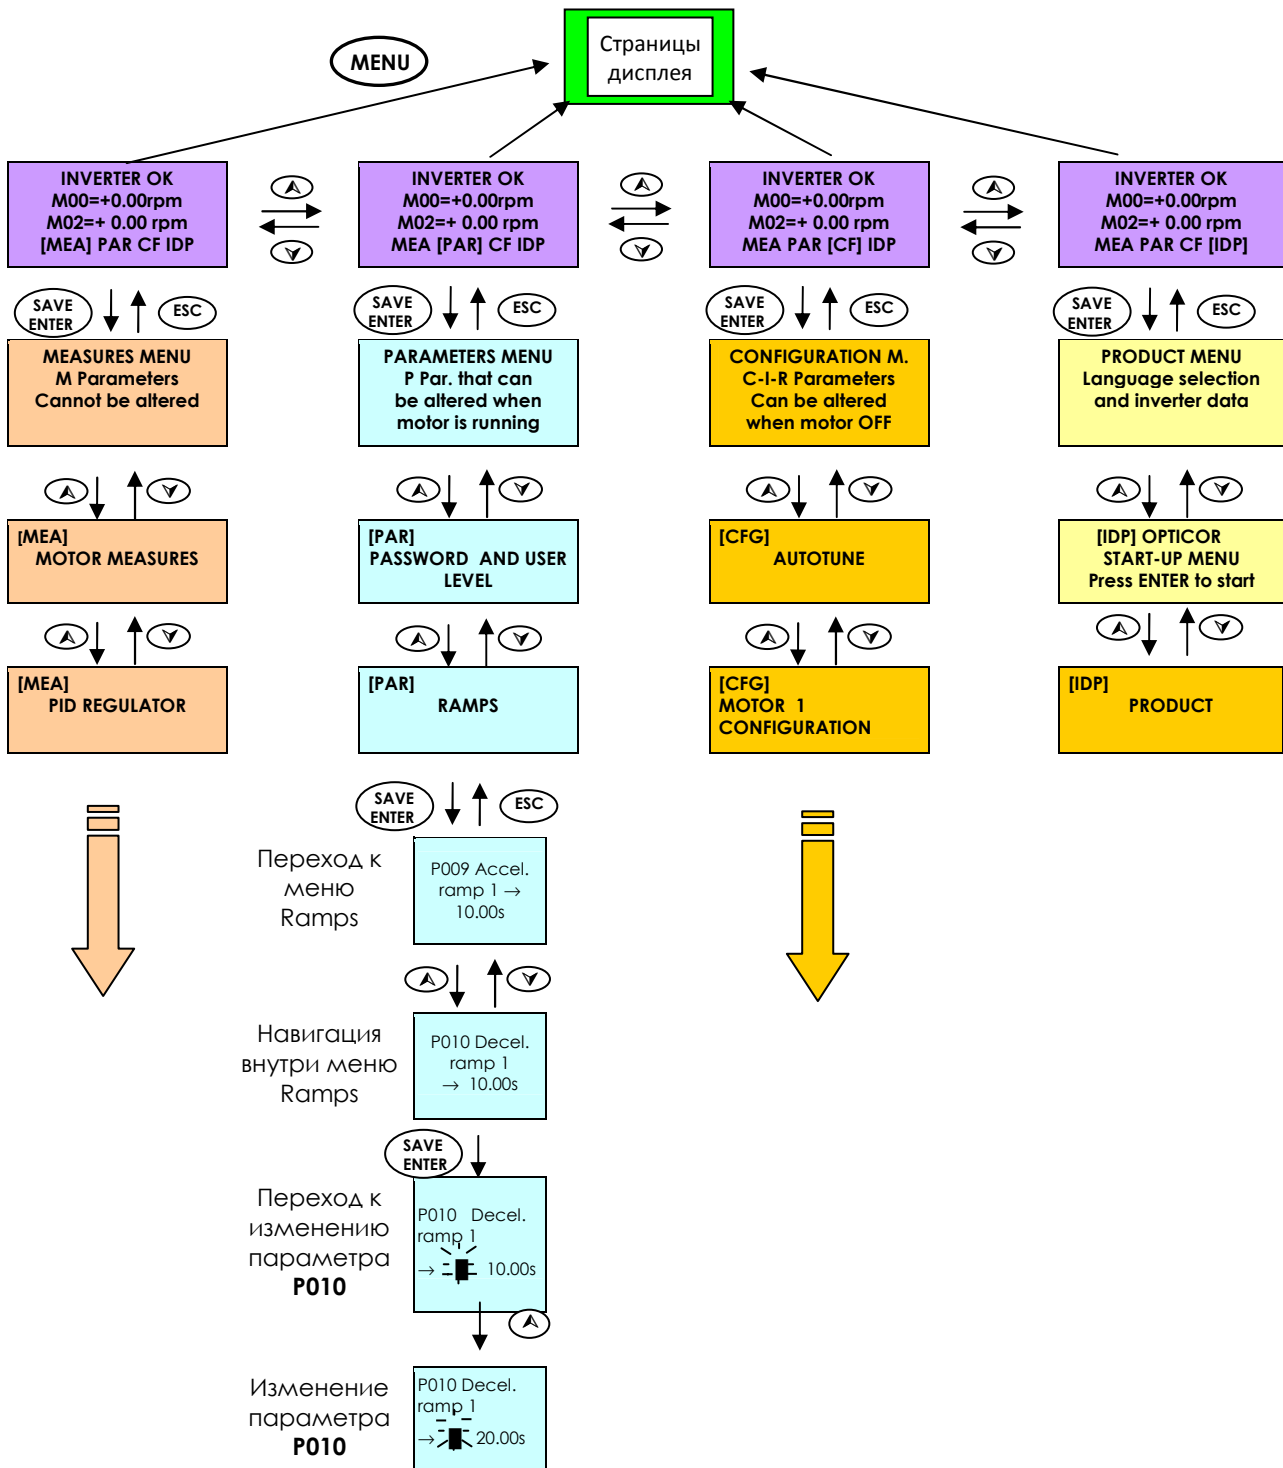 Страницы
дисплея
MENU
INVERTER OK
M00=+0.00rpm
M02=+ 0.00 rpm
[MEA] PAR CF IDP
INVERTER OK
M00=+0.00rpm
M02=+ 0.00 rpm
MEA [PAR] CF IDP
INVERTER OK
M00=+0.00rpm
M02=+ 0.00 rpm
MEA PAR [CF] IDP
INVERTER OK
M00=+0.00rpm
M02=+ 0.00 rpm
MEA PAR CF [IDP]
SAVE
ENTER
ESC
SAVE
ENTER
ESC
SAVE
ENTER
ESC
SAVE
ENTER
ESC
MEASURES MENU
M Parameters
Cannot be altered
PARAMETERS MENU
P Par. that can
be altered when
motor is running
CONFIGURATION M.
C-I-R Parameters
Can be altered
when motor OFF
PRODUCT MENU
Language selection
and inverter data
[MEA]
MOTOR MEASURES
[PAR]
PASSWORD AND USER
LEVEL
[CFG]
AUTOTUNE
[IDP] OPTICOR
START-UP MENU
Press ENTER to start
[MEA]
PID REGULATOR
[PAR]
RAMPS
[CFG]
MOTOR 1
CONFIGURATION
[IDP]
PRODUCT
SAVE
ENTER
ESC
Переход к
меню
Ramps
P009 Accel.
ramp 1 →
10.00s
Навигация
внутри меню
Ramps
P010 Decel.
ramp 1
→ 10.00s
SAVE
ENTER
Переход к
изменению
параметра
P010
P010 Decel.
ramp 1
→ 10.00s
Изменение
параметра
P010
P010 Decel.
ramp 1
→ 20.00s